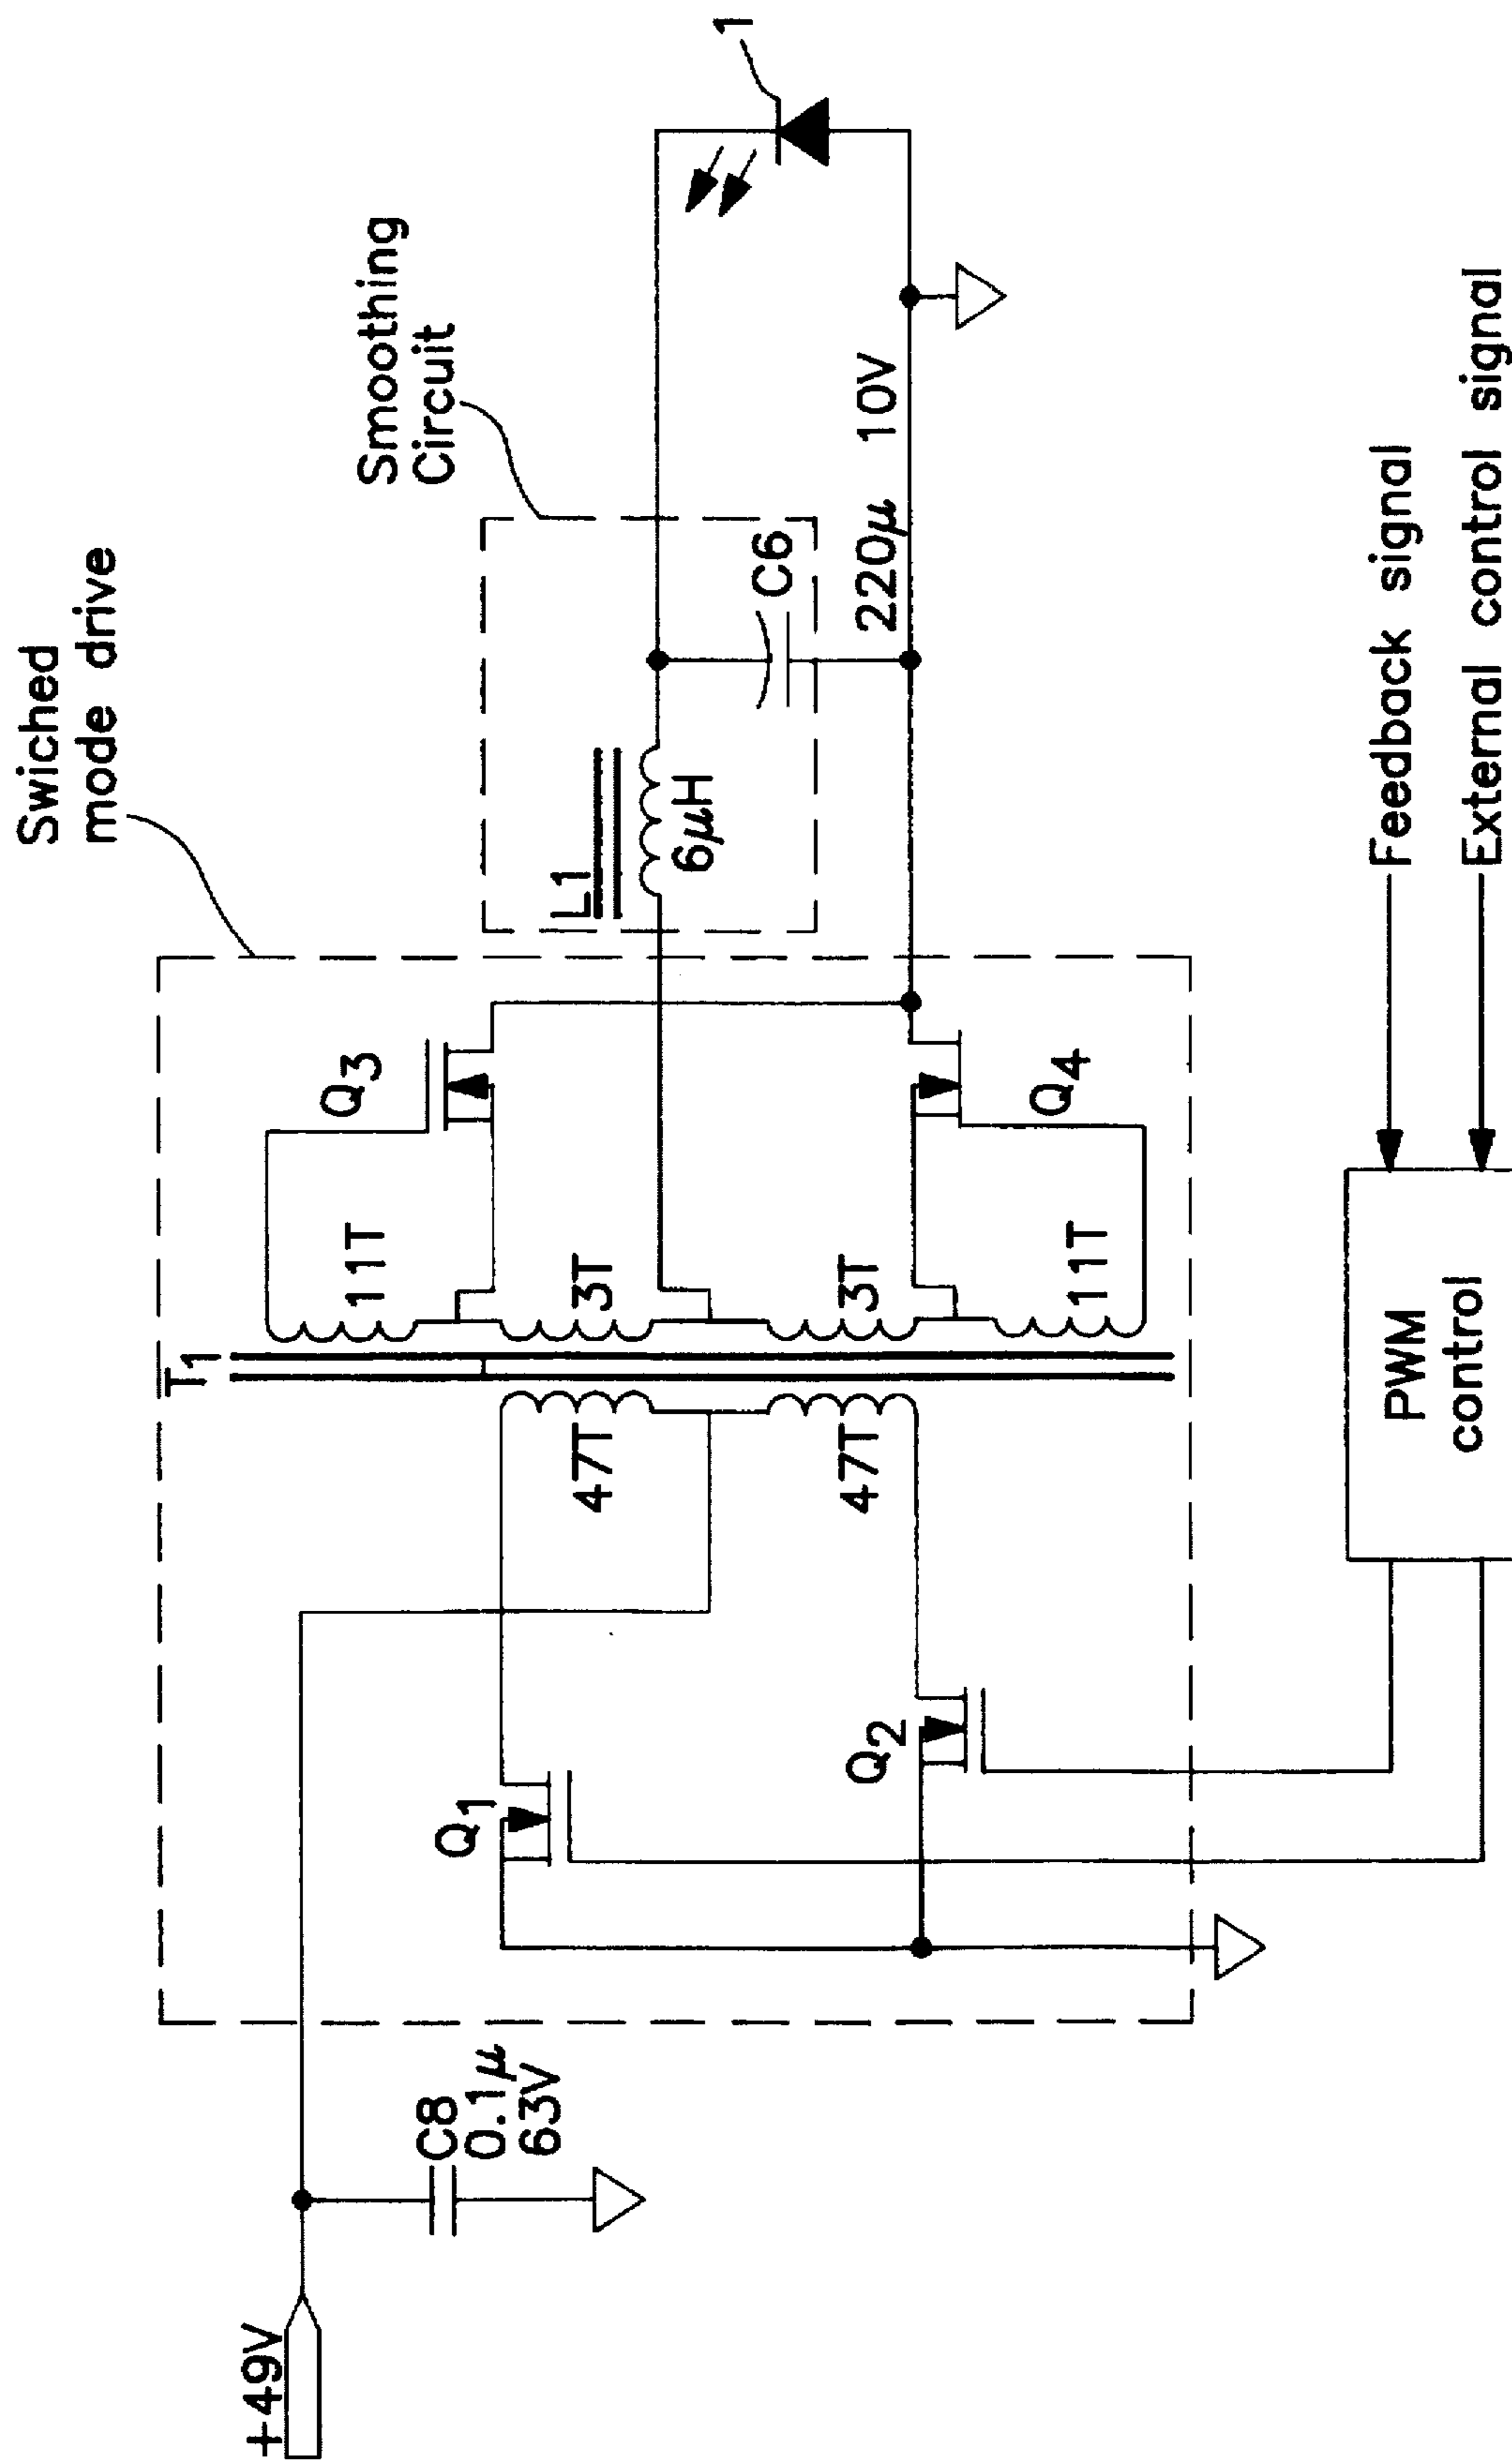 Swiched
mode drive
Smoothing
Circuit
1
T1
L1
6μH
C6
220μ 10V
Q3
Q4
11T
3T
3T
11T
47T
47T
Q1
Q2
+49V
C8
0.1μ
63V
PWM
control
Feedback signal
External control signal